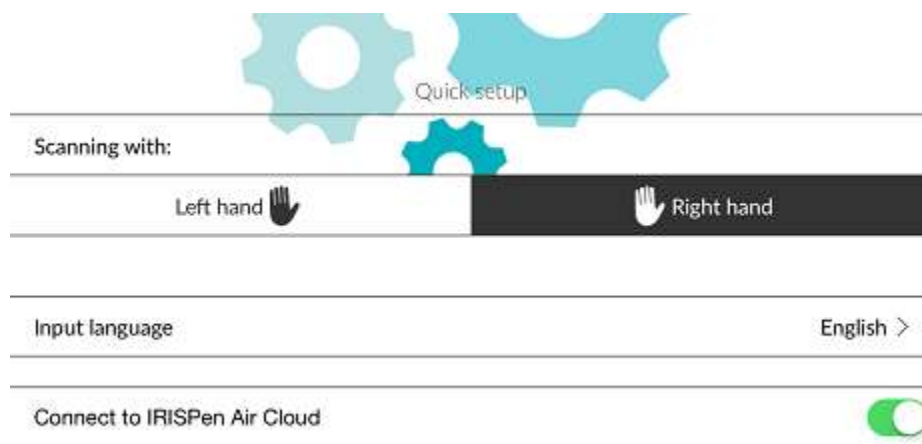 Quick setup
Scanning with:
Left hand Right hand
Input language English >
Connect to IRISPen Air Cloud